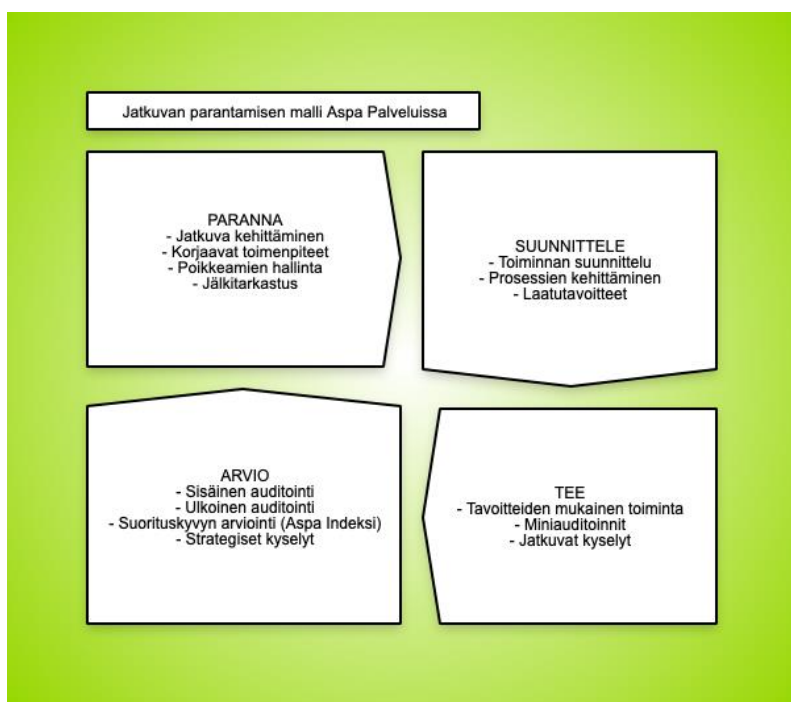 Jatkuvan parantamisen malli Aspa Palveluissa
PARANNA
- Jatkuva kehittäminen
- Korjaavat toimenpiteet
- Poikkeamien hallinta
- Jälkitarkastus
SUUNNITTELE
- Toiminnan suunnittelu
- Prosessien kehittäminen
- Laatutavoitteet
ARVIO
- Sisäinen auditointi
- Ulkoinen auditointi
- Suorituskyvyn arviointi (Aspa Indeksi)
- Strategiset kyselyt
TEE
- Tavoitteiden mukainen toiminta
- Miniauditoinnit
- Jatkuvat kyselyt